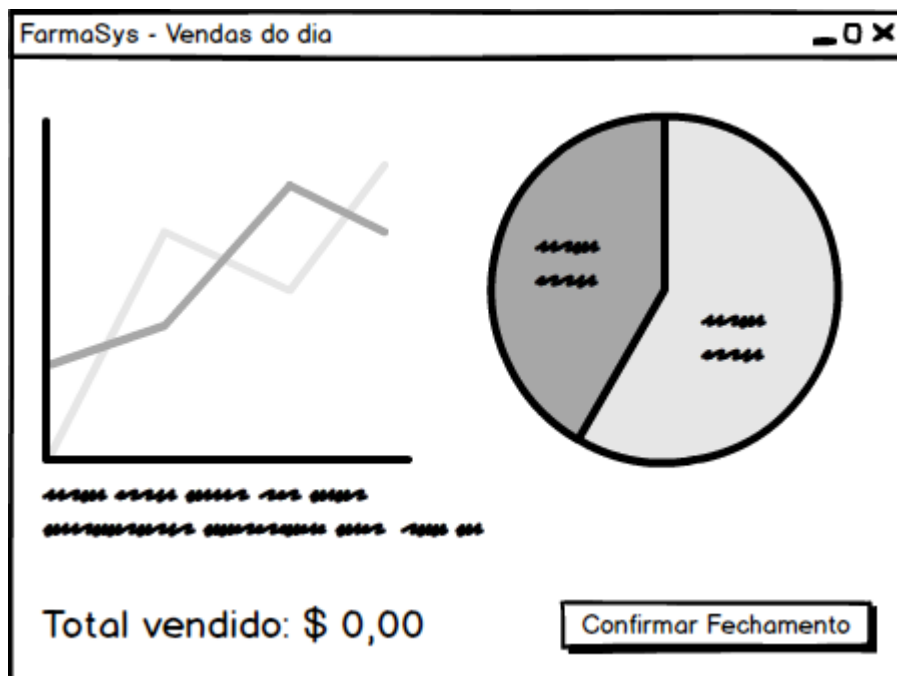 FarmaSys - Vendas do dia
Total vendido: $ 0,00
Confirmar Fechamento